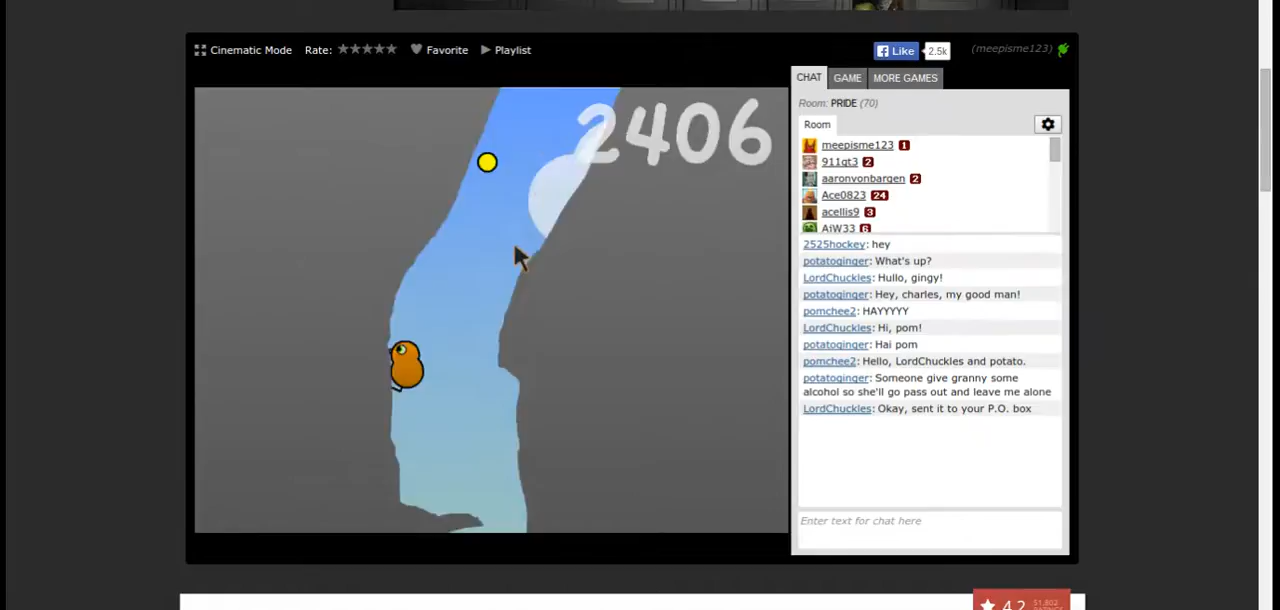 Cinematic Mode Rate: Favorite Playlist Like 2.5k (meepisme123)
CHAT GAME MORE GAMES
2406
Room: PRIDE (70)
Room
meepisme123 1
911gt3 2
aaronvonbargen 2
Ace0823 24
acellis9 3
AiW33 6
2525hockey: hey
potatoginger: What's up?
LordChuckles: Hullo, gingy!
potatoginger: Hey, charles, my good man!
pomchee2: HAYYYYY
LordChuckles: Hi, pom!
potatoginger: Hai pom
pomchee2: Hello, LordChuckles and potato.
potatoginger: Someone give granny some
alcohol so she'll go pass out and leave me alone
LordChuckles: Okay, sent it to your P.O. box
Enter text for chat here
4.2 51,802